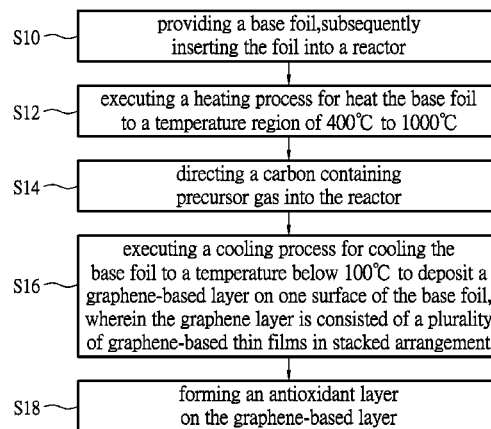 S10
providing a base foil,subsequently
inserting the foil into a reactor
S12
executing a heating process for heat the base foil
to a temperature region of 400℃ to 1000℃
S14
directing a carbon containing
precursor gas into the reactor
S16
executing a cooling process for cooling the
base foil to a temperature below 100℃ to deposit a
graphene-based layer on one surface of the base foil,
wherein the graphene layer is consisted of a plurality
of graphene-based thin films in stacked arrangement
S18
forming an antioxidant layer
on the graphene-based layer